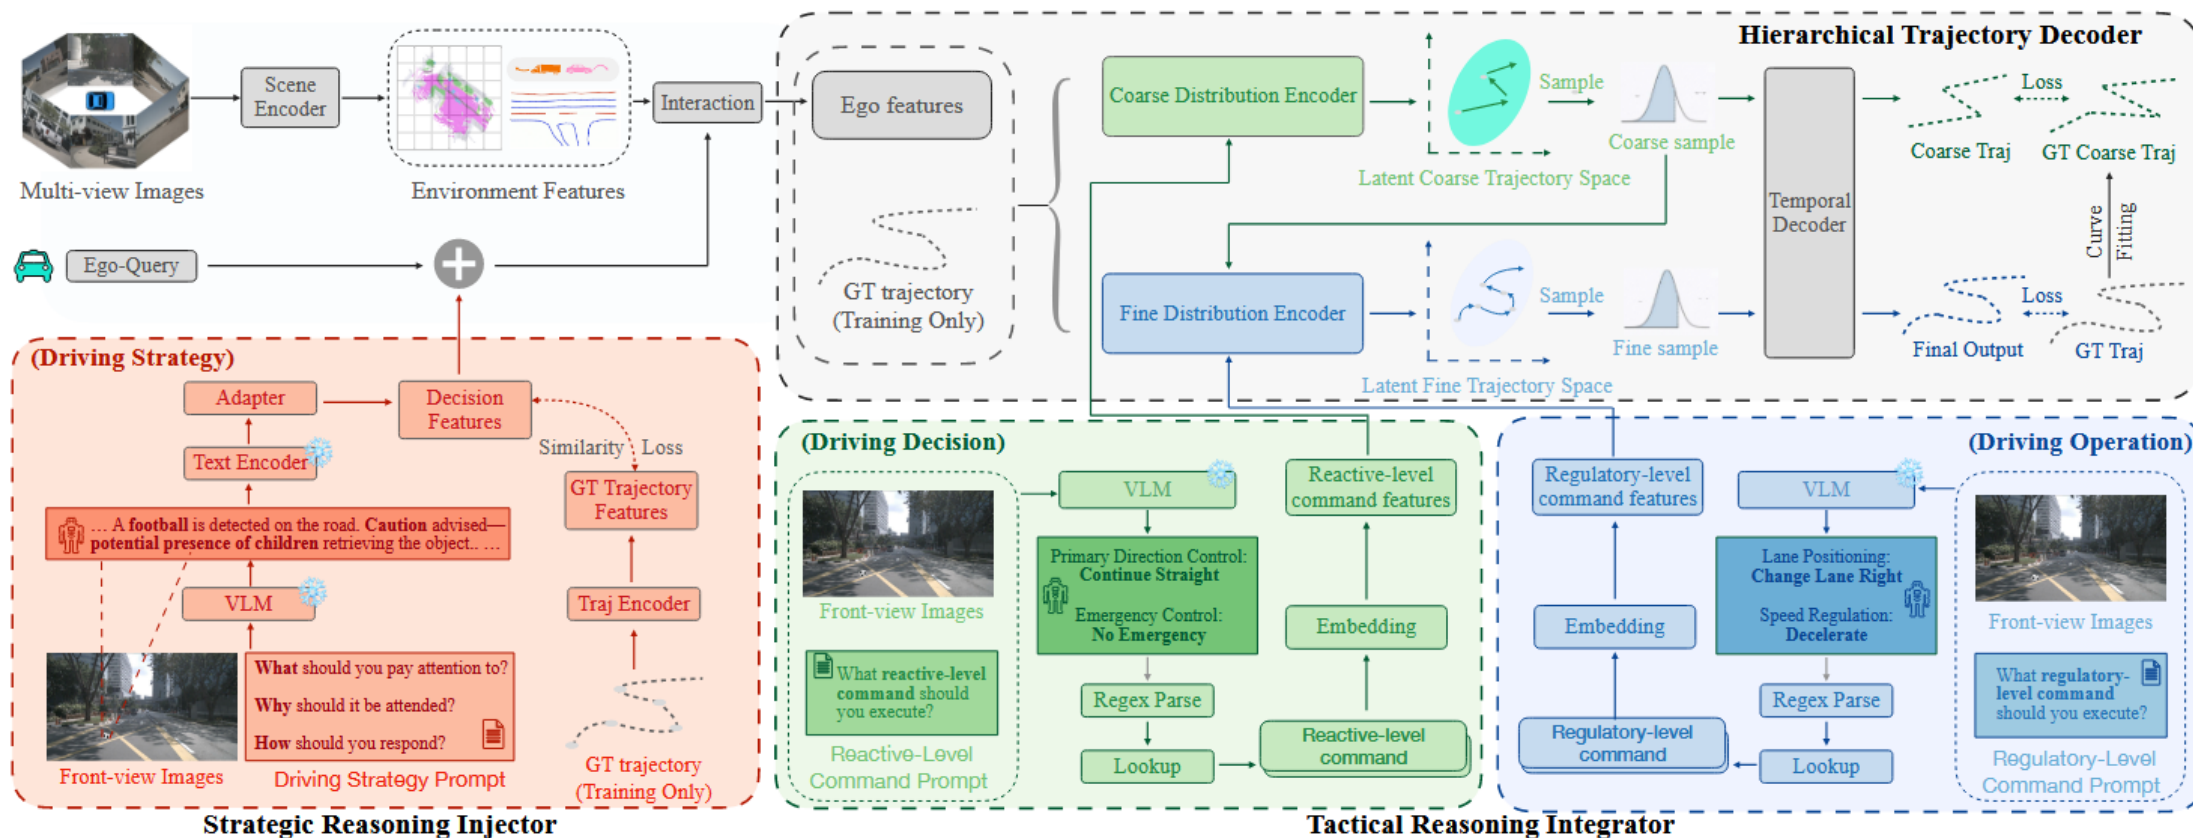 Hierarchical Trajectory Decoder
Multi-view Images
Scene
Encoder
Environment Features
Interaction
Ego-Query
Ego features
GT trajectory
(Training Only)
Coarse Distribution Encoder
Latent Coarse Trajectory Space
Sample
Coarse sample
Fine Distribution Encoder
Latent Fine Trajectory Space
Sample
Fine sample
Temporal
Decoder
Coarse Traj
Loss
GT Coarse Traj
Curve
Fitting
Final Output
Loss
GT Traj
(Driving Strategy)
Adapter
Decision
Features
Text Encoder
Similarity
Loss
GT Trajectory
Features
... A football is detected on the road. Caution advised—
potential presence of children retrieving the object.. ...
VLM
Traj Encoder
What should you pay attention to?
Why should it be attended?
How should you respond?
Front-view Images
Driving Strategy Prompt
GT trajectory
(Training Only)
Strategic Reasoning Injector
(Driving Decision)
Front-view Images
What reactive-level
command should
you execute?
Reactive-Level
Command Prompt
VLM
Primary Direction Control:
Continue Straight
Emergency Control:
No Emergency
Regex Parse
Lookup
Reactive-level
command
Embedding
Reactive-level
command features
(Driving Operation)
Regulatory-level
command features
Embedding
Regulatory-level
command
VLM
Lane Positioning:
Change Lane Right
Speed Regulation:
Decelerate
Regex Parse
Lookup
Front-view Images
What regulatory-
level command
should you execute?
Regulatory-Level
Command Prompt
Tactical Reasoning Integrator